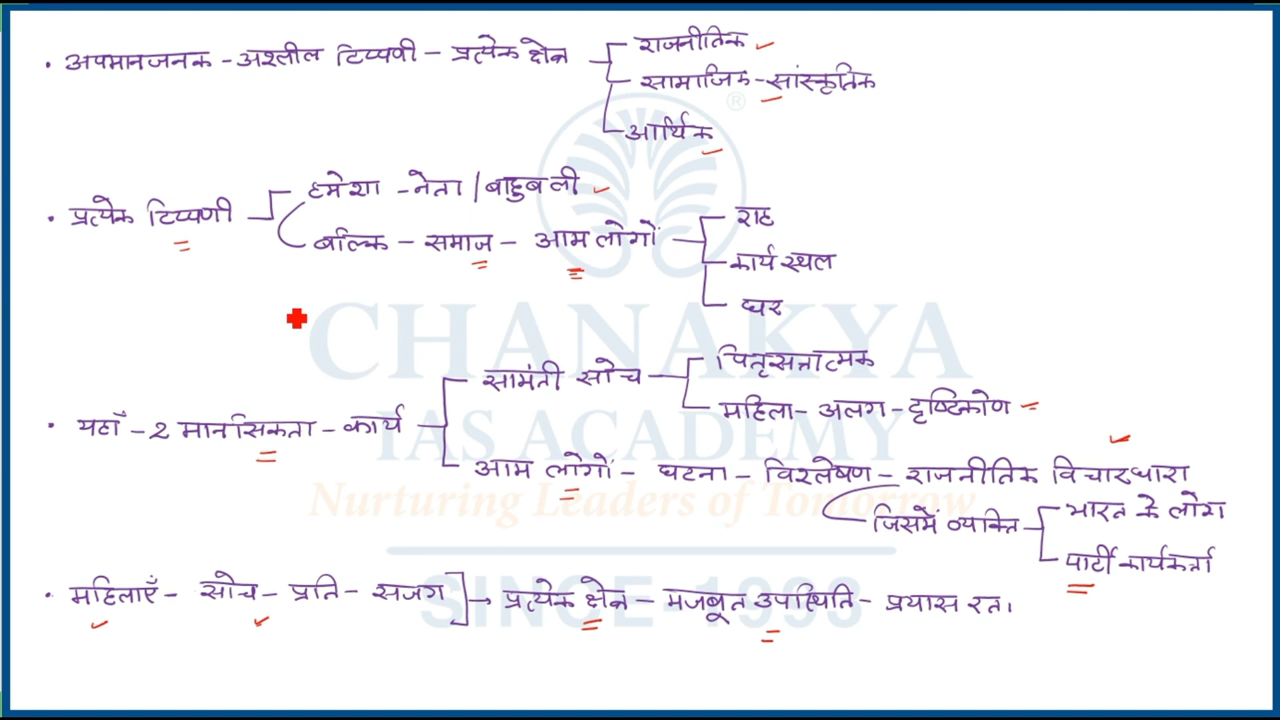 राजनीतिक
• अपमानजनक - अश्लील टिप्पणी - प्रत्येक क्षेत्र
सामाजिक - सांस्कृतिक
®
आर्थिक
हमेशा - नेता / बाहुबली
• प्रत्येक टिप्पणी
बल्कि - समाज - आम लोगों
राह
कार्य स्थल
घर
CHANAKYA
पितृसत्तात्मक
सामंती सोच
महिला - अलग - दृष्टिकोण
• यहाँ - 2 मानसिकता - कार्य
IAS ACADEMY
आम लोगों - घटना - विश्लेषण - राजनीतिक विचारधारा
Nurturing Leaders of Tomorrow
भारत के लोग
जिसमें व्यक्ति
पार्टी कार्यकर्ता
SINCE - 1993
• महिलाएँ - सोच - प्रति - सजग → प्रत्येक क्षेत्र - मजबूत उपस्थिति - प्रयास रत।